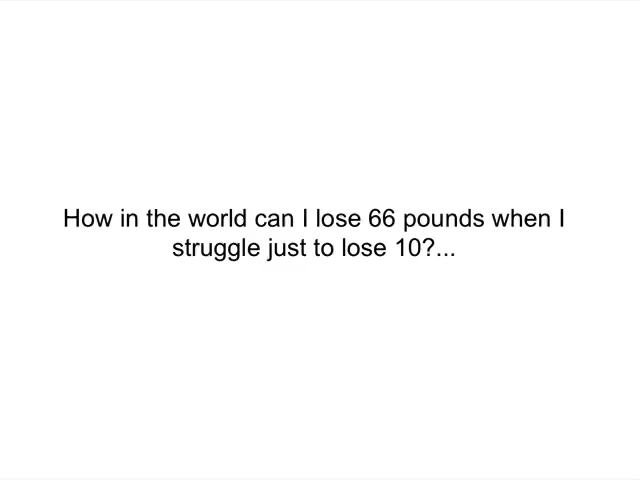 How in the world can I lose 66 pounds when I
struggle just to lose 10?...